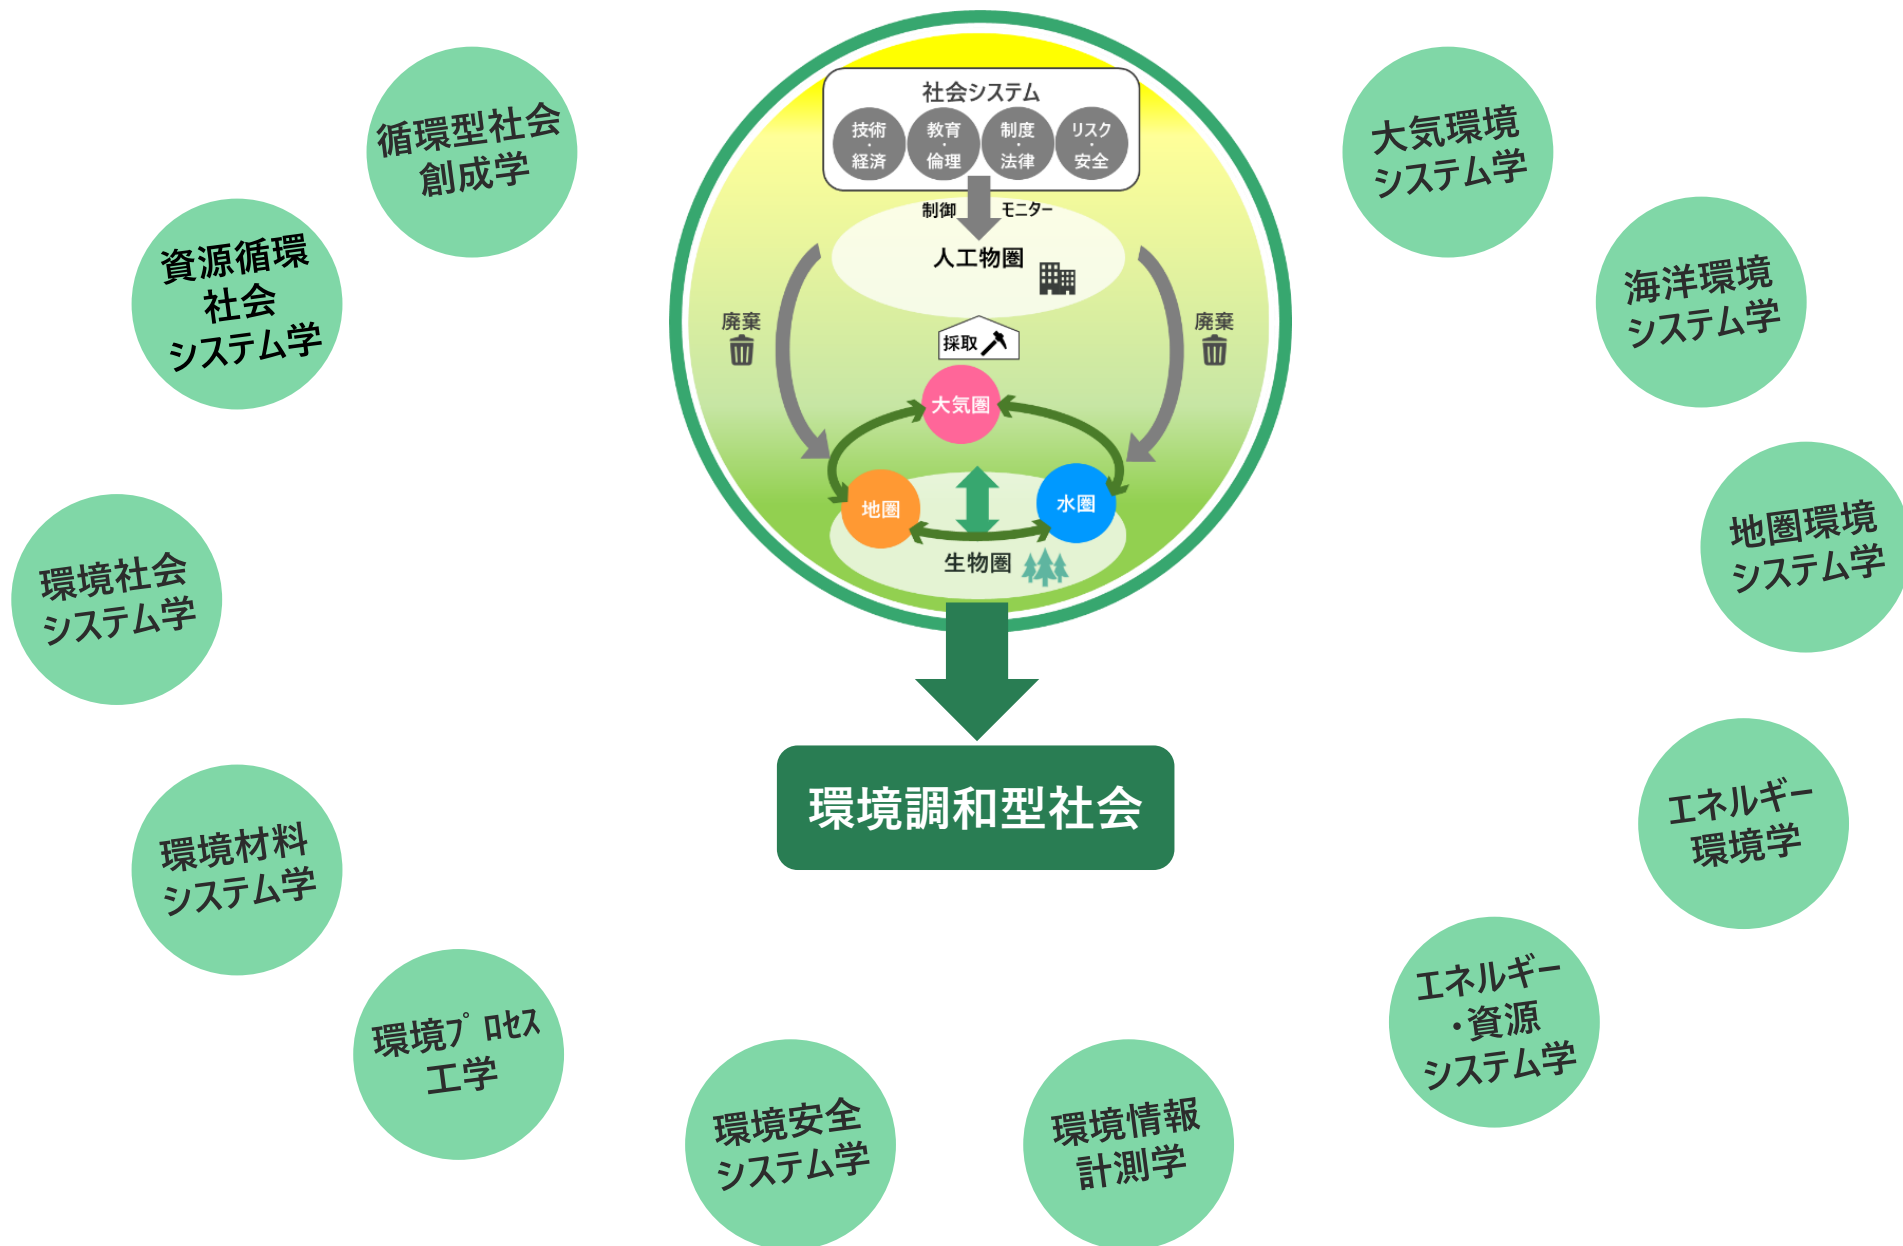 社会システム
技術
・
経済
教育
・
倫理
制度
・
法律
リスク
・
安全
制御
モニター
人工物圏
廃棄
廃棄
採取
大気圏
地圏
水圏
生物圏
環境調和型社会
循環型社会
創成学
資源循環
社会
システム学
環境社会
システム学
環境材料
システム学
環境ﾌﾟﾛｾｽ
工学
環境安全
システム学
環境情報
計測学
エネルギー
・資源
システム学
エネルギー
環境学
地圏環境
システム学
海洋環境
システム学
大気環境
システム学